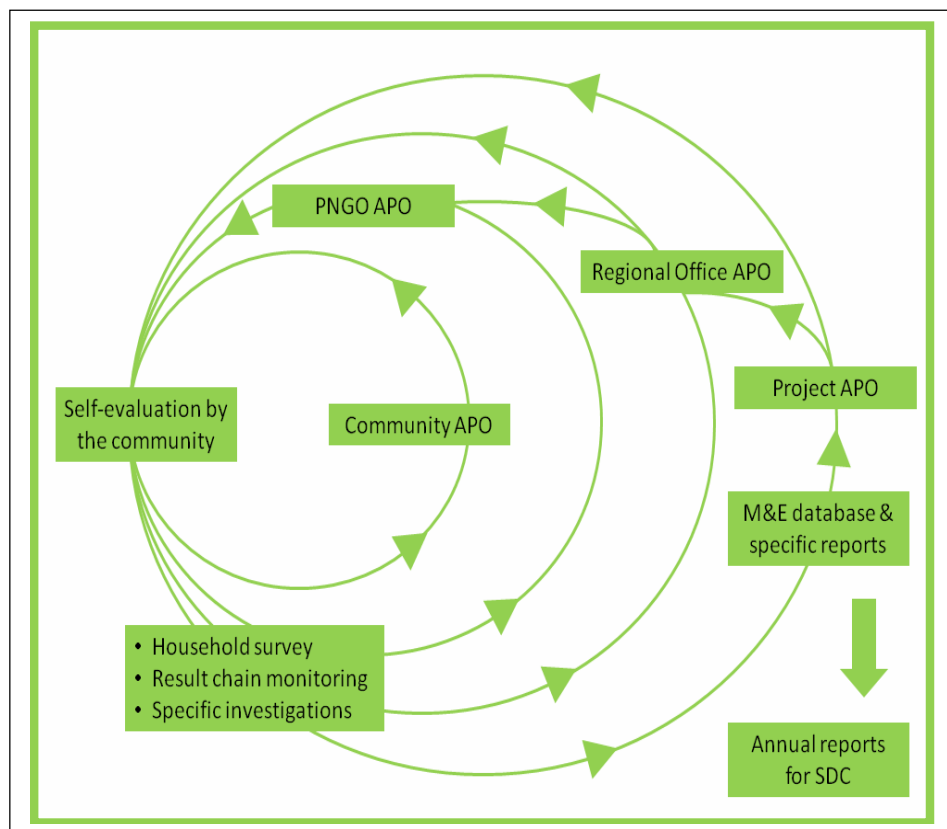 PNGO APO
Regional Office APO
Project APO
Self-evaluation by
the community
Community APO
M&E database &
specific reports
• Household survey
• Result chain monitoring
• Specific investigations
Annual reports
for SDC